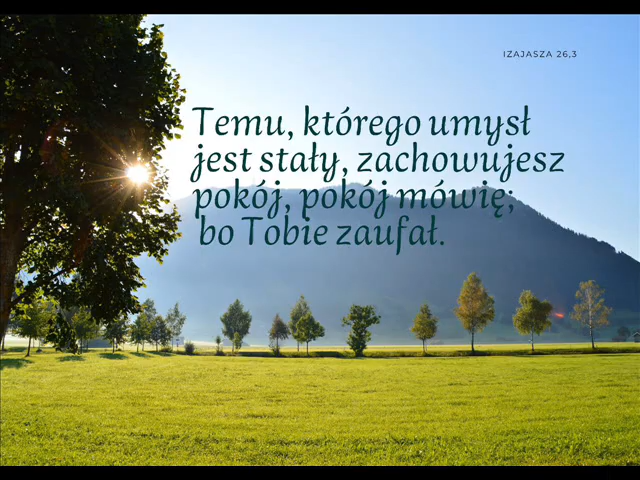 IZAJASZA 26,3
Temu, którego umysł
jest stały, zachowujesz
pokój, pokój mówię;
bo Tobie zaufał.